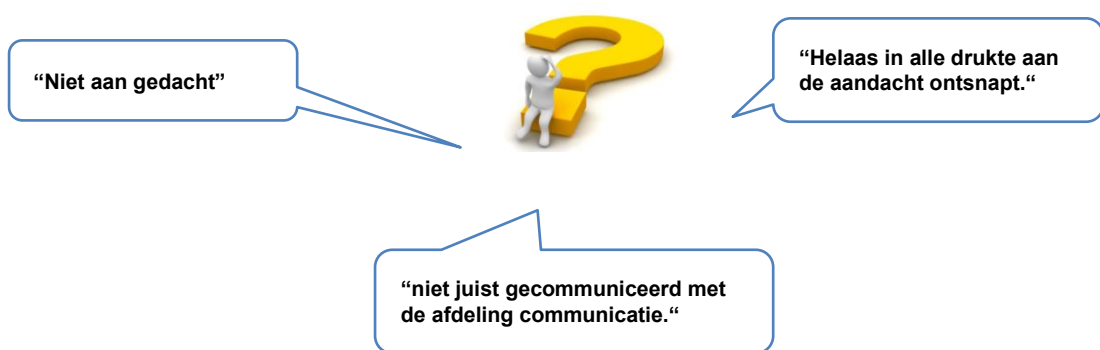 “Niet aan gedacht”
“Helaas in alle drukte aan
de aandacht ontsnapt.“
“niet juist gecommuniceerd met
de afdeling communicatie.“